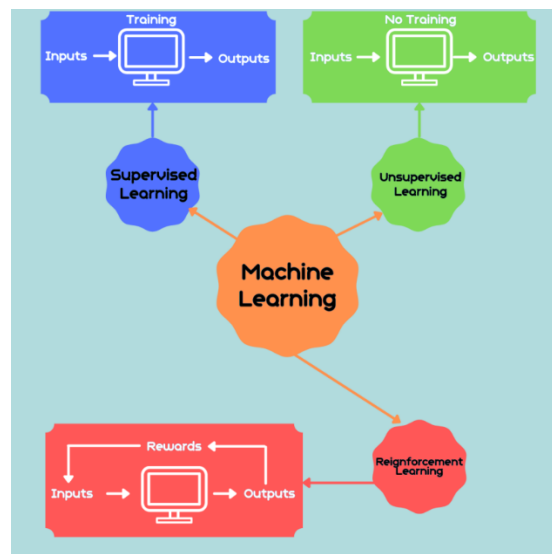 Training
Inputs
Outputs
No Training
Inputs
Outputs
Supervised
Learning
Unsupervised
Learning
Machine
Learning
Rewards
Inputs
Outputs
Reignforcement
Learning